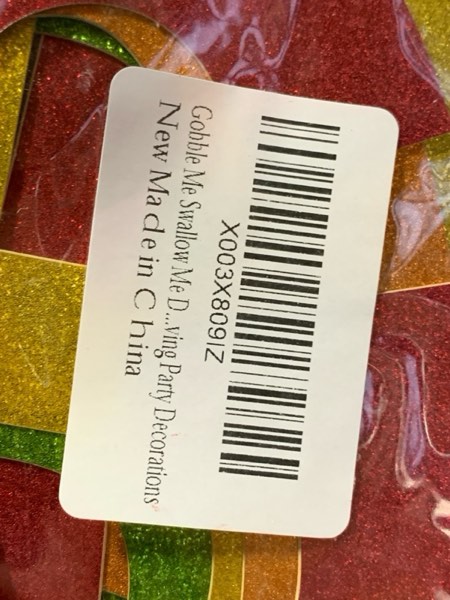 X003X809IZ
Gobble Me Swallow Me D...ving Party Decorations
New Made in China